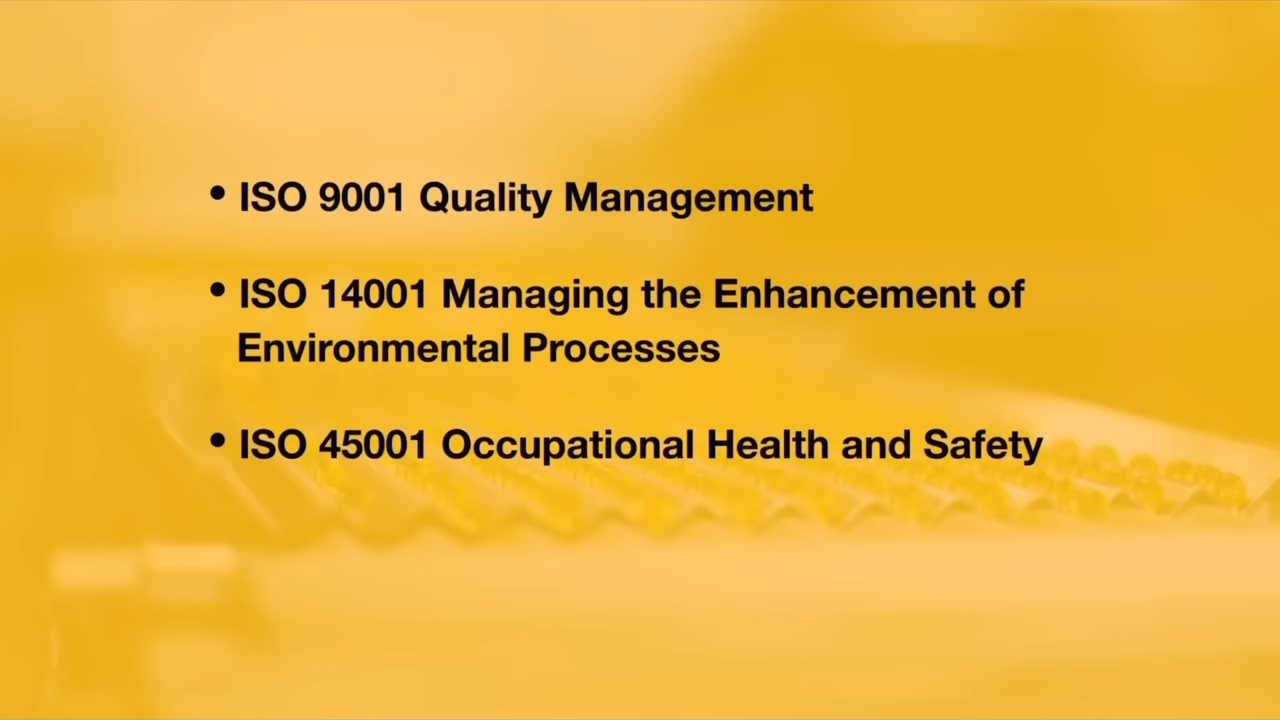 • ISO 9001 Quality Management
• ISO 14001 Managing the Enhancement of
Environmental Processes
• ISO 45001 Occupational Health and Safety